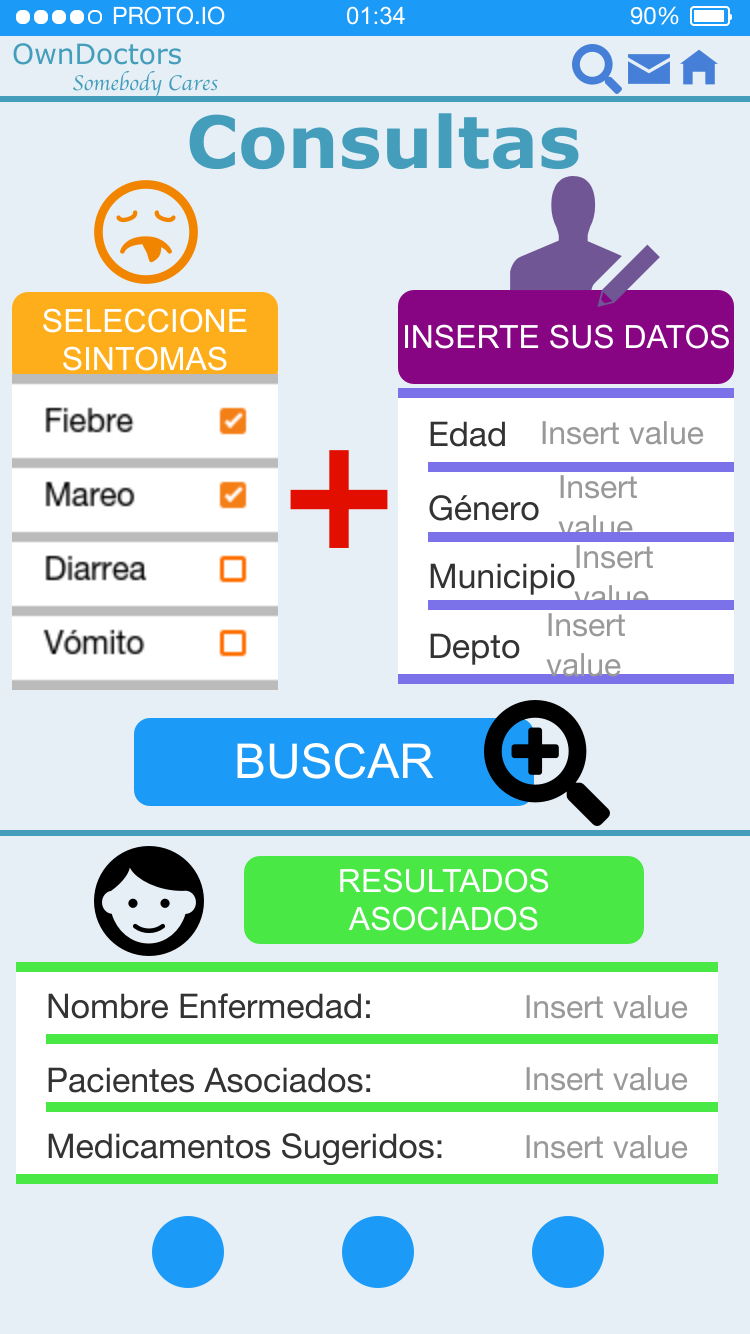 PROTO.IO 01:34 90%
OwnDoctors
Somebody Cares
Consultas
SELECCIONE
SINTOMAS
Fiebre
Mareo
Diarrea
Vómito
INSERTE SUS DATOS
Edad Insert value
Género Insert
value
Municipio Insert
value
Depto Insert
value
BUSCAR
RESULTADOS
ASOCIADOS
Nombre Enfermedad: Insert value
Pacientes Asociados: Insert value
Medicamentos Sugeridos: Insert value